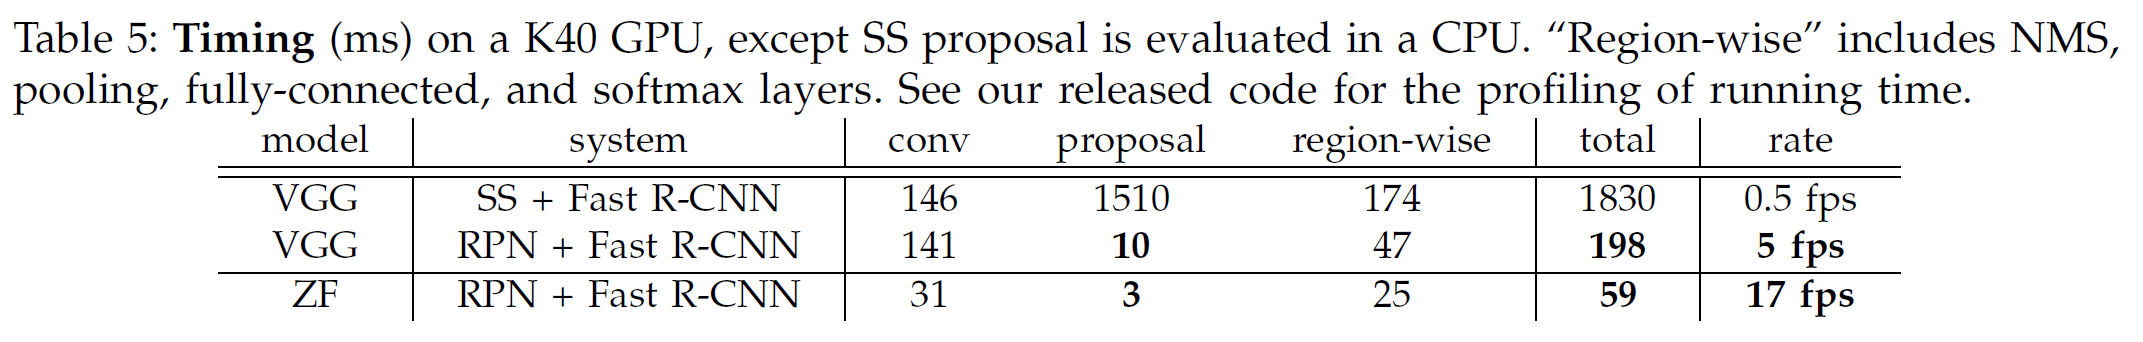 Table 5: Timing (ms) on a K40 GPU, except SS proposal is evaluated in a CPU. “Region-wise” includes NMS,
pooling, fully-connected, and softmax layers. See our released code for the profiling of running time.
model system conv proposal region-wise total rate
VGG SS + Fast R-CNN 146 1510 174 1830 0.5 fps
VGG RPN + Fast R-CNN 141 10 47 198 5 fps
ZF RPN + Fast R-CNN 31 3 25 59 17 fps